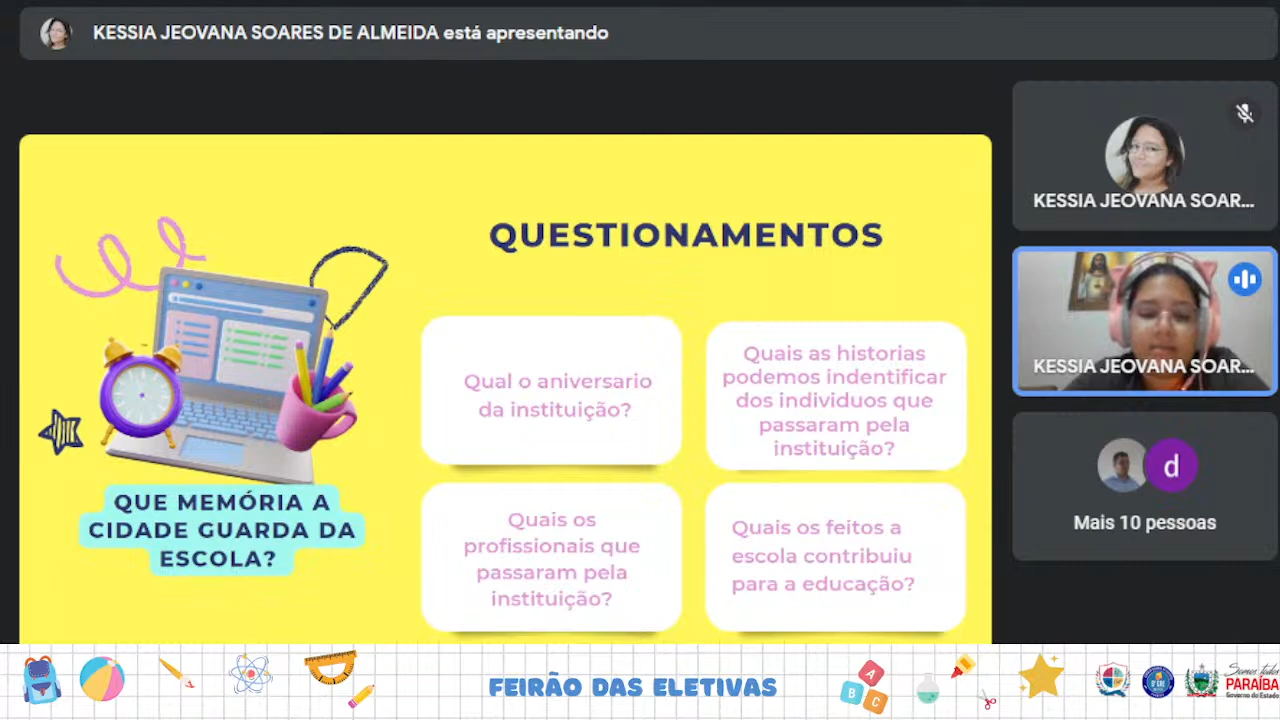 KESSIA JEOVANA SOARES DE ALMEIDA está apresentando
KESSIA JEOVANA SOAR...
KESSIA JEOVANA SOAR...
d
Mais 10 pessoas
QUESTIONAMENTOS
Qual o aniversario
da instituição?
Quais as historias
podemos indentificar
dos individuos que
passaram pela
instituição?
Quais os
profissionais que
passaram pela
instituição?
Quais os feitos a
escola contribuiu
para a educação?
QUE MEMÓRIA A
CIDADE GUARDA DA
ESCOLA?
FEIRÃO DAS ELETIVAS
A
B
C
Somos todos
PARAÍBA
Governo do Estado